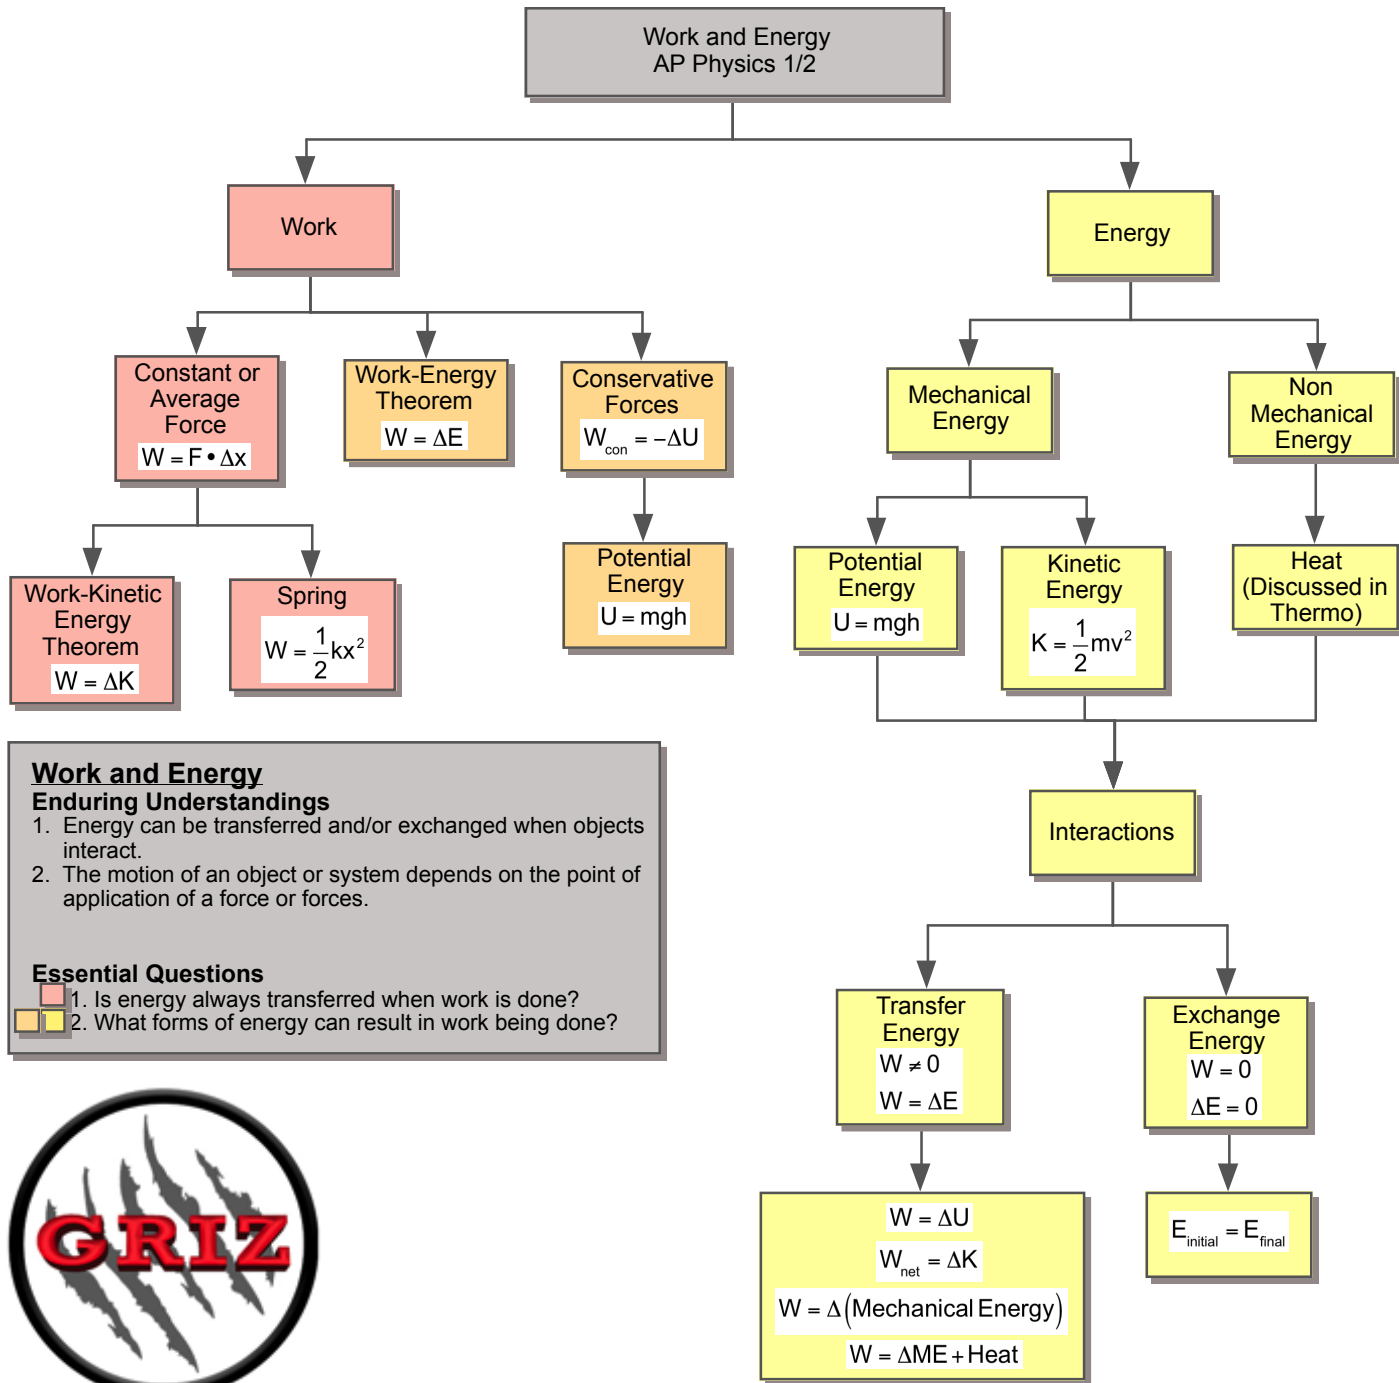 Work and Energy
AP Physics 1/2
Work
Energy
Constant or
Average
Force
W = F • Δx
Work-Energy
Theorem
W = ΔE
Conservative
Forces
W_con = −ΔU
Mechanical
Energy
Non
Mechanical
Energy
Work-Kinetic
Energy
Theorem
W = ΔK
Spring
W = 1/2 kx²
Potential
Energy
U = mgh
Potential
Energy
U = mgh
Kinetic
Energy
K = 1/2 mv²
Heat
(Discussed in
Thermo)
Work and Energy
Enduring Understandings
1. Energy can be transferred and/or exchanged when objects
interact.
2. The motion of an object or system depends on the point of
application of a force or forces.
Essential Questions
1. Is energy always transferred when work is done?
2. What forms of energy can result in work being done?
Interactions
Transfer
Energy
W ≠ 0
W = ΔE
Exchange
Energy
W = 0
ΔE = 0
W = ΔU
W_net = ΔK
W = Δ(Mechanical Energy)
W = ΔME + Heat
E_initial = E_final
GRIZ